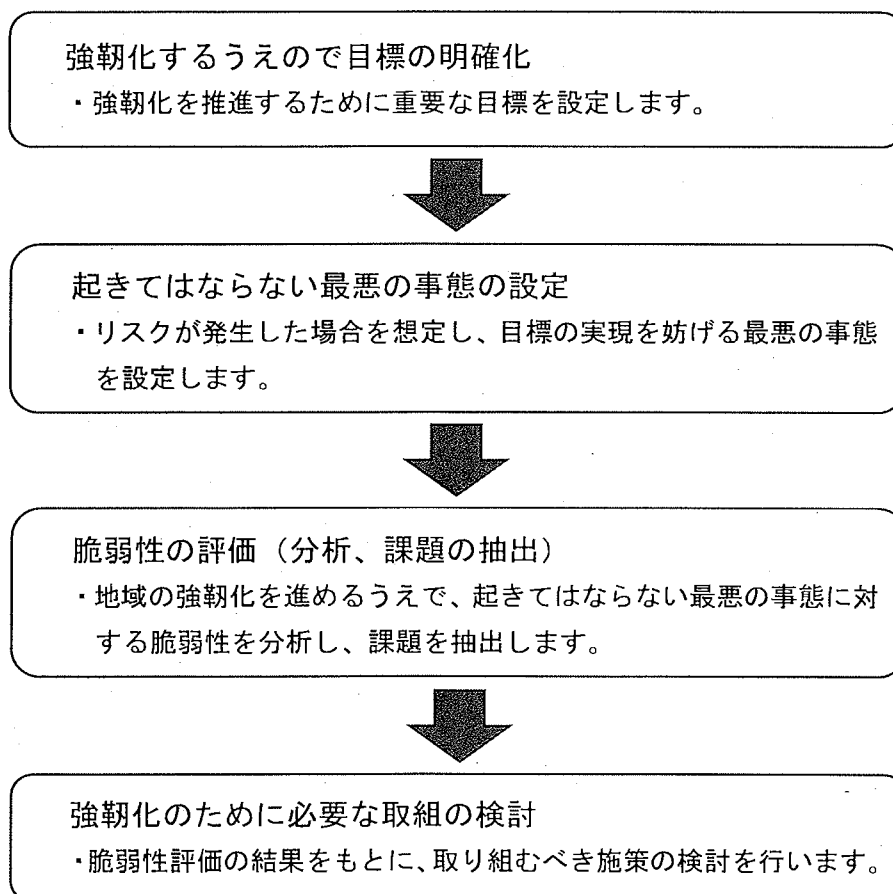 強靭化するうえので目標の明確化
・強靭化を推進するために重要な目標を設定します。
起きてはならない最悪の事態の設定
・リスクが発生した場合を想定し、目標の実現を妨げる最悪の事態
を設定します。
脆弱性の評価（分析、課題の抽出）
・地域の強靭化を進めるうえで、起きてはならない最悪の事態に対
する脆弱性を分析し、課題を抽出します。
強靭化のために必要な取組の検討
・脆弱性評価の結果をもとに、取り組むべき施策の検討を行います。